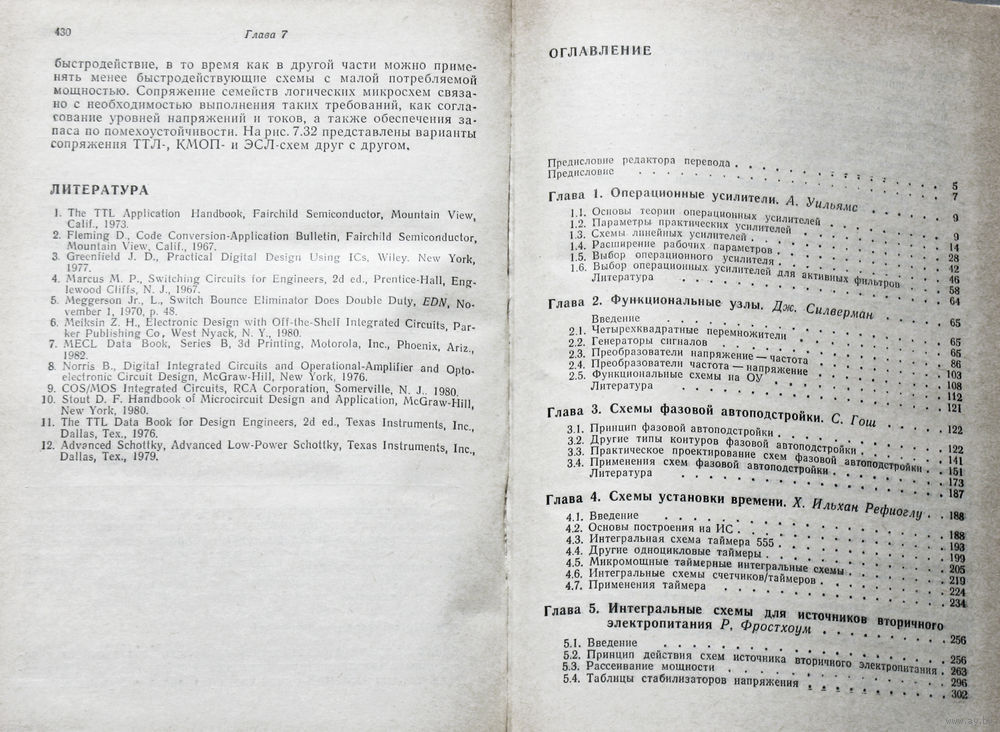 430
Глава 7
быстродействие, в то время как в другой части можно приме-
нять менее быстродействующие схемы с малой потребляемой
мощностью. Сопряжение семейств логических микросхем связа-
но с необходимостью выполнения таких требований, как согла-
сование уровней напряжений и токов, а также обеспечения за-
паса по помехоустойчивости. На рис. 7.32 представлены варианты
сопряжения ТТЛ-, КМОП- и ЭСЛ-схем друг с другом.
ЛИТЕРАТУРА
1. The TTL Application Handbook, Fairchild Semiconductor, Mountain View,
Calif., 1973.
2. Fleming D., Code Conversion-Application Bulletin, Fairchild Semiconductor,
Mountain View, Calif., 1967.
3. Greenfield J. D., Practical Digital Design Using ICs, Wiley. New York,
1977.
4. Marcus M. P., Switching Circuits for Engineers, 2d ed., Prentice-Hall, Eng-
lewood Cliffs, N. J., 1967.
5. Meggerson Jr., L., Switch Bounce Eliminator Does Double Duty, EDN, No-
vember 1, 1970, p. 48.
6. Meiksin Z. H., Electronic Design with Off-the-Shelf Integrated Circuits, Par-
ker Publishing Co, West Nyack, N. Y., 1980.
7. MECL Data Book, Series B, 3d Printing, Motorola, Inc., Phoenix, Ariz.,
1982.
8. Norris B., Digital Integrated Circuits and Operational-Amplifier and Opto-
electronic Circuit Design, McGraw-Hill, New York, 1976.
9. COS/MOS Integrated Circuits, RCA Corporation, Somerville, N. J., 1980.
10. Stout D. F. Handbook of Microcircuit Design and Application, McGraw-Hill,
New York, 1980.
11. The TTL Data Book for Design Engineers, 2d ed., Texas Instruments, Inc.,
Dallas, Tex., 1976.
12. Advanced Schottky, Advanced Low-Power Schottky, Texas Instruments, Inc.,
Dallas, Tex., 1979.
ОГЛАВЛЕНИЕ
Предисловие редактора перевода . . . 5
Предисловие . . . 7
Глава 1. Операционные усилители. А. Уильямс . . . 9
1.1. Основы теории операционных усилителей . . . 9
1.2. Параметры практических усилителей . . . 14
1.3. Схемы линейных усилителей . . . 28
1.4. Расширение рабочих параметров . . . 42
1.5. Выбор операционного усилителя . . . 46
1.6. Выбор операционных усилителей для активных фильтров . . . 58
Литература . . . 64
Глава 2. Функциональные узлы. Дж. Силверман . . . 65
Введение . . . 65
2.1. Четырехквадратные перемножители . . . 65
2.2. Генераторы сигналов . . . 86
2.3. Преобразователи напряжение — частота . . . 103
2.4. Преобразователи частота — напряжение . . . 108
2.5. Функциональные схемы на ОУ . . . 112
Литература . . . 121
Глава 3. Схемы фазовой автоподстройки. С. Гош . . . 122
3.1. Принцип фазовой автоподстройки . . . 122
3.2. Другие типы контуров фазовой автоподстройки . . . 141
3.3. Практическое проектирование схем фазовой автоподстройки . . 151
3.4. Применения схем фазовой автоподстройки . . . 173
Литература . . . 187
Глава 4. Схемы установки времени. Х. Ильхан Рефиоглу . . 188
4.1. Введение . . . 188
4.2. Основы построения на ИС . . . 193
4.3. Интегральная схема таймера 555 . . . 199
4.4. Другие одноцикловые таймеры . . . 205
4.5. Микромощные таймерные интегральные схемы . . . 219
4.6. Интегральные схемы счетчиков/таймеров . . . 224
4.7. Применения таймера . . . 234
Глава 5. Интегральные схемы для источников вторичного
электропитания Р. Фростхоум . . . 256
5.1. Введение . . . 256
5.2. Принцип действия схем источника вторичного электропитания . 263
5.3. Рассеивание мощности . . . 296
5.4. Таблицы стабилизаторов напряжения . . . 302